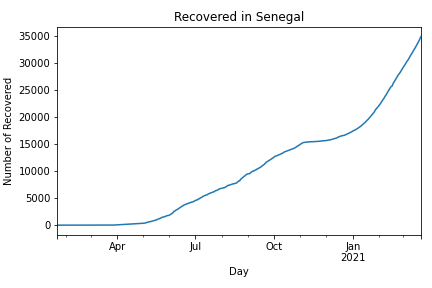 Recovered in Senegal
Number of Recovered
35000
30000
25000
20000
15000
10000
5000
0
Apr
Jul
Oct
Jan
2021
Day